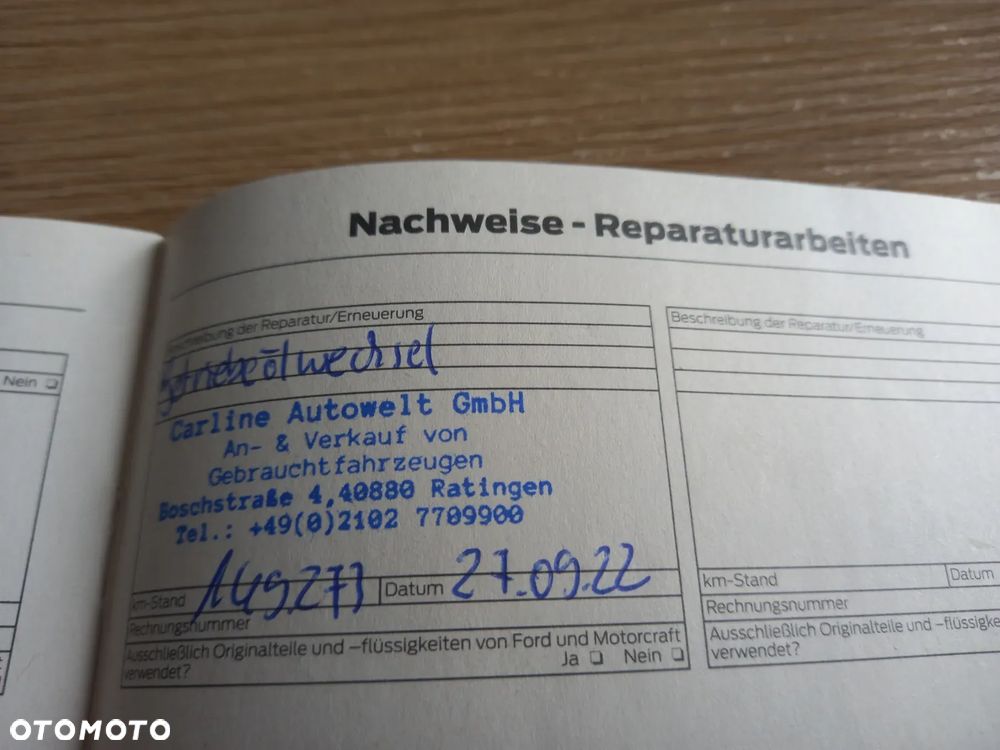 Nachweise - Reparaturarbeiten
Nein
Beschreibung der Reparatur/Erneuerung
Getriebeölwechsel
Carline Autowelt GmbH
An- & Verkauf von
Gebrauchtfahrzeugen
Boschstraße 4,40880 Ratingen
Tel.: +49(0)2102 7709900
km-Stand 149273 Datum 27.09.22
Rechnungsnummer
Ausschließlich Originalteile und –flüssigkeiten von Ford und Motorcraft
verwendet? Ja Nein
Beschreibung der Reparatur/Erneuerung
km-Stand Datum
Rechnungsnummer
Ausschließlich Originalteile und –flüssigke
verwendet?
OTOMOTO